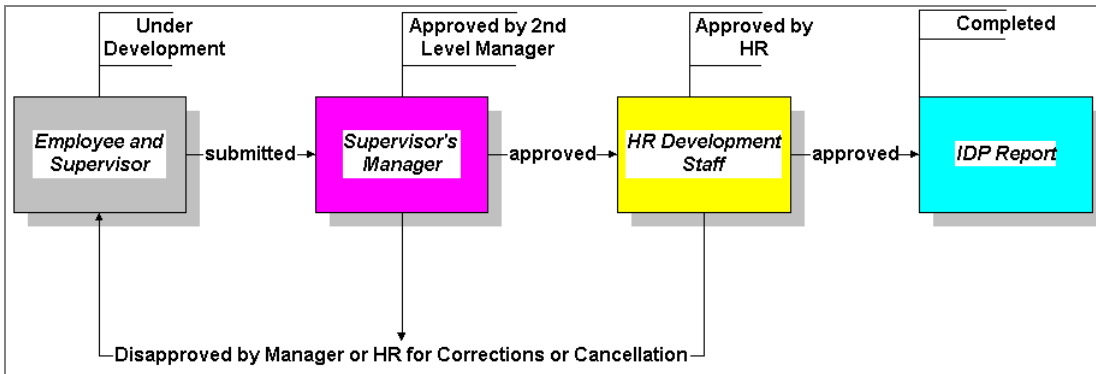 Under
Development
Approved by 2nd
Level Manager
Approved by
HR
Completed
Employee and
Supervisor
submitted
Supervisor's
Manager
approved
HR Development
Staff
approved
IDP Report
Disapproved by Manager or HR for Corrections or Cancellation